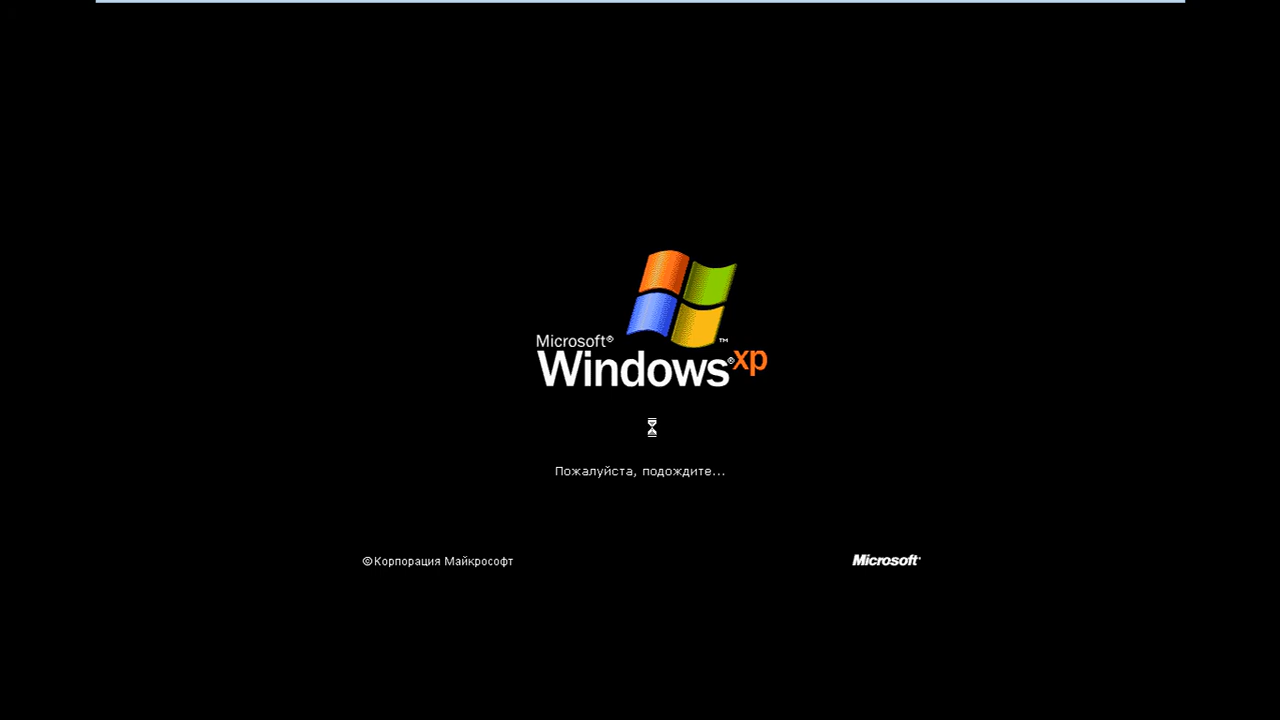 Microsoft®
Windows® xp™
Пожалуйста, подождите...
©Корпорация Майкрософт
Microsoft®